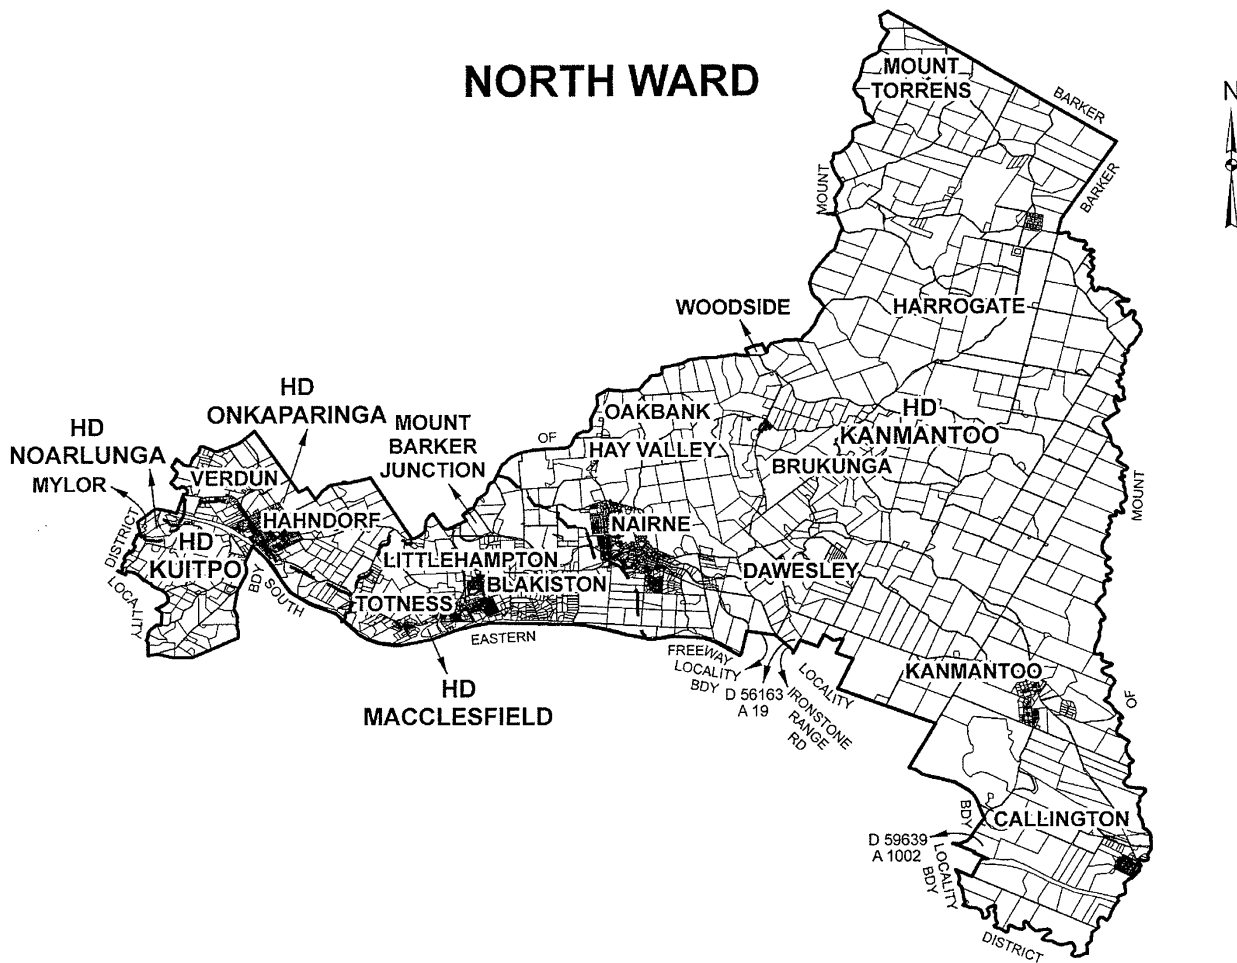 NORTH WARD
N
MOUNT
TORRENS
BARKER
BARKER
MOUNT
WOODSIDE
HARROGATE
HD
ONKAPARINGA
MOUNT
BARKER
JUNCTION
OF
OAKBANK
HAY VALLEY
HD
KANMANTOO
BRUKUNGA
HD
NOARLUNGA
MYLOR
VERDUN
HAHNDORF
NAIRNE
MOUNT
DISTRICT
HD
KUITPO
LITTLEHAMPTON
BLAKISTON
DAWESLEY
LOCALITY
BDY
SOUTH
TOTNESS
EASTERN
FREEWAY
LOCALITY
BDY
D 56163
A 19
LOCALITY
IRONSTONE
RANGE
RD
KANMANTOO
OF
HD
MACCLESFIELD
BDY
CALLINGTON
D 59639
A 1002
LOCALITY
BDY
DISTRICT